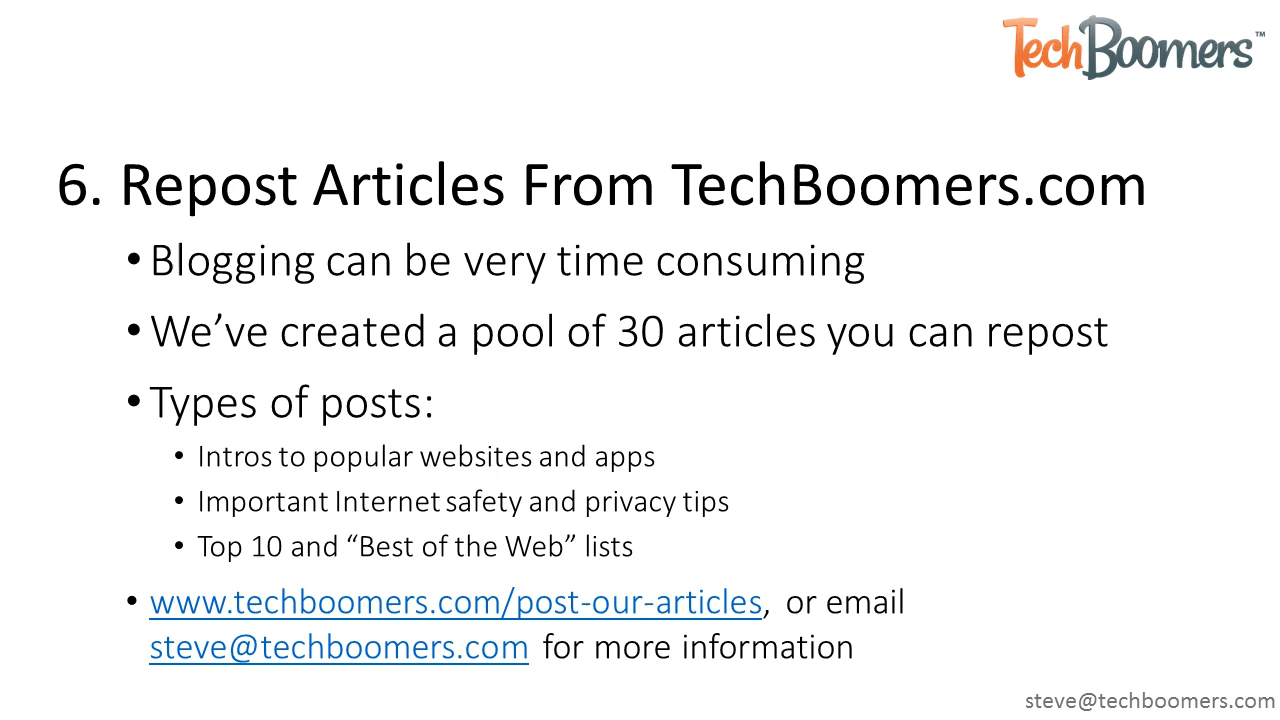 TechBoomers™
6. Repost Articles From TechBoomers.com
• Blogging can be very time consuming
• We’ve created a pool of 30 articles you can repost
• Types of posts:
• Intros to popular websites and apps
• Important Internet safety and privacy tips
• Top 10 and “Best of the Web” lists
• www.techboomers.com/post-our-articles, or email
steve@techboomers.com for more information
steve@techboomers.com